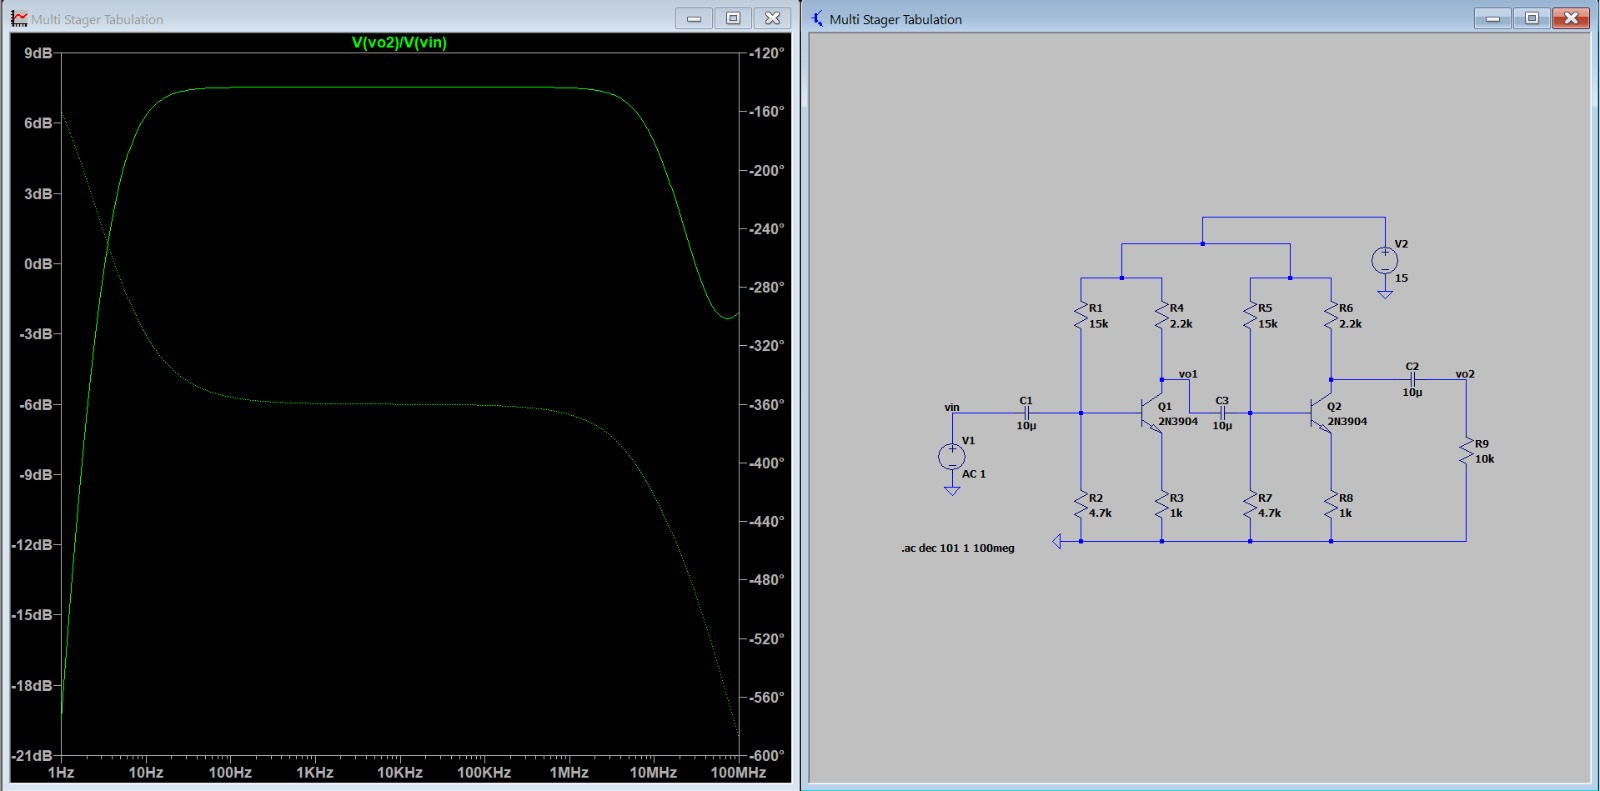 Multi Stager Tabulation
V(vo2)/V(vin)
9dB
6dB
3dB
0dB
-3dB
-6dB
-9dB
-12dB
-15dB
-18dB
-21dB
-120°
-160°
-200°
-240°
-280°
-320°
-360°
-400°
-440°
-480°
-520°
-560°
-600°
1Hz 10Hz 100Hz 1KHz 10KHz 100KHz 1MHz 10MHz 100MHz
Multi Stager Tabulation
V2
15
R1
15k
R4
2.2k
R5
15k
R6
2.2k
vo1
C2
10µ
vo2
vin
C1
10µ
Q1
2N3904
C3
10µ
Q2
2N3904
V1
AC 1
R9
10k
R2
4.7k
R3
1k
R7
4.7k
R8
1k
.ac dec 101 1 100meg